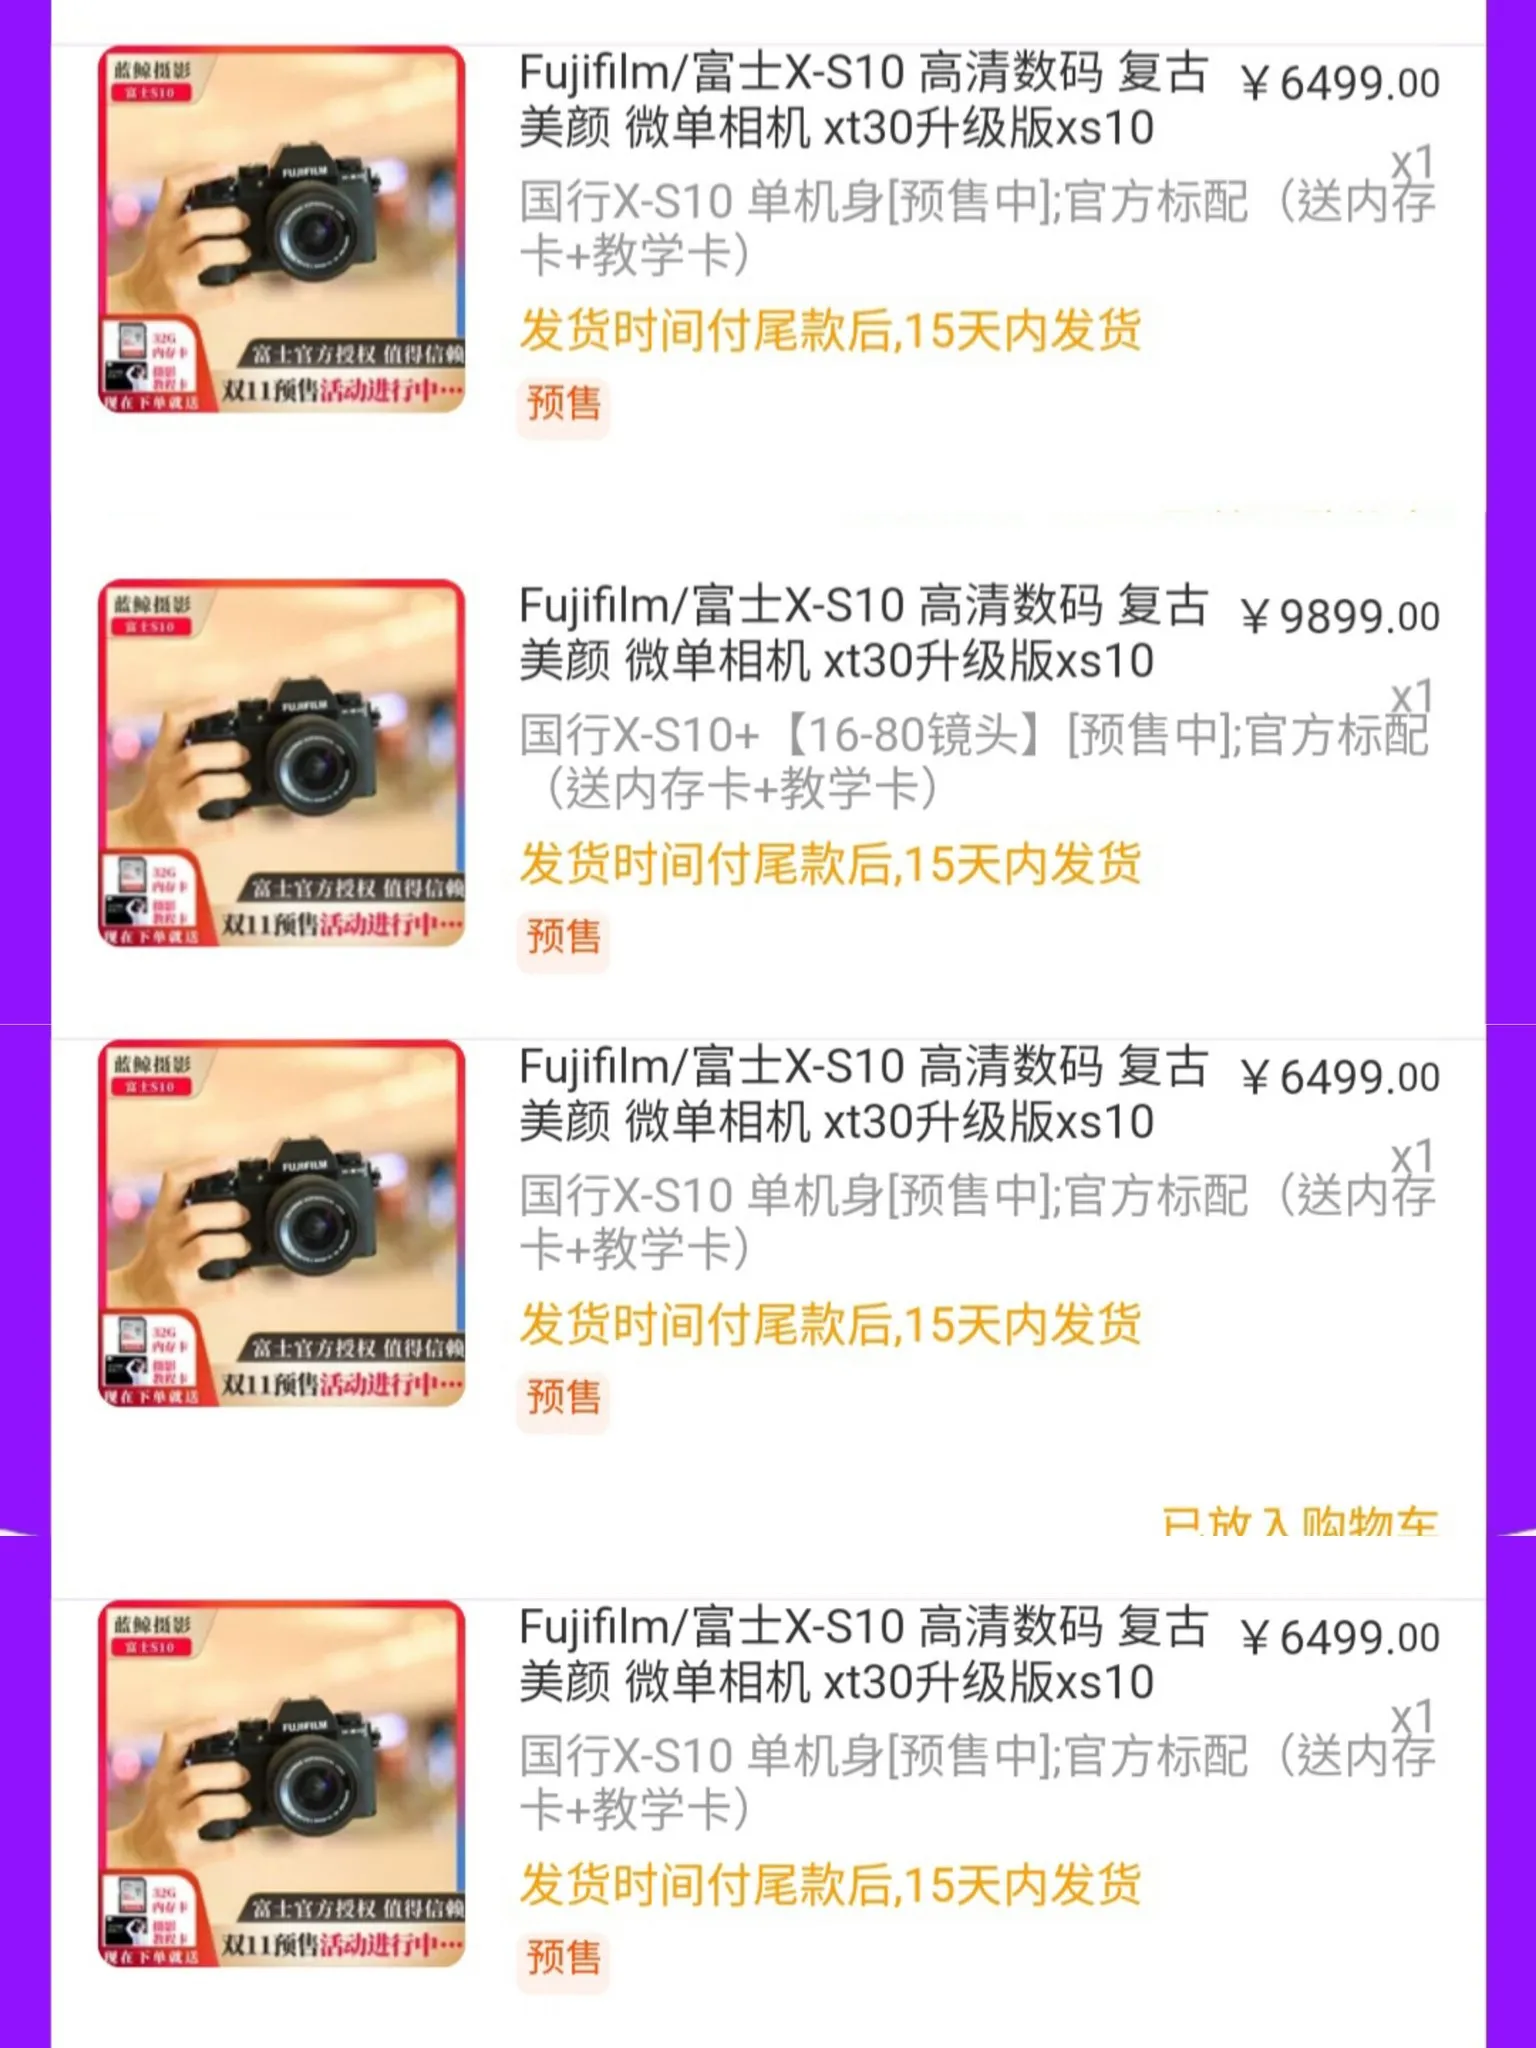 蓝鲸摄影
富士S10
FUJIFILM
32G
内存卡
摄影
教程卡
现在下单就送
富士官方授权 值得信赖
双11预售活动进行中···
Fujifilm/富士X-S10 高清数码 复古
美颜 微单相机 xt30升级版xs10
￥6499.00
x1
国行X-S10 单机身[预售中];官方标配（送内存
卡+教学卡）
发货时间付尾款后,15天内发货
预售
蓝鲸摄影
富士S10
FUJIFILM
32G
内存卡
摄影
教程卡
现在下单就送
富士官方授权 值得信赖
双11预售活动进行中···
Fujifilm/富士X-S10 高清数码 复古
美颜 微单相机 xt30升级版xs10
￥9899.00
x1
国行X-S10+【16-80镜头】[预售中];官方标配
（送内存卡+教学卡）
发货时间付尾款后,15天内发货
预售
蓝鲸摄影
富士S10
FUJIFILM
32G
内存卡
摄影
教程卡
现在下单就送
富士官方授权 值得信赖
双11预售活动进行中···
Fujifilm/富士X-S10 高清数码 复古
美颜 微单相机 xt30升级版xs10
￥6499.00
x1
国行X-S10 单机身[预售中];官方标配（送内存
卡+教学卡）
发货时间付尾款后,15天内发货
预售
已放入购物车
蓝鲸摄影
富士S10
FUJIFILM
32G
内存卡
摄影
教程卡
现在下单就送
富士官方授权 值得信赖
双11预售活动进行中···
Fujifilm/富士X-S10 高清数码 复古
美颜 微单相机 xt30升级版xs10
￥6499.00
x1
国行X-S10 单机身[预售中];官方标配（送内存
卡+教学卡）
发货时间付尾款后,15天内发货
预售